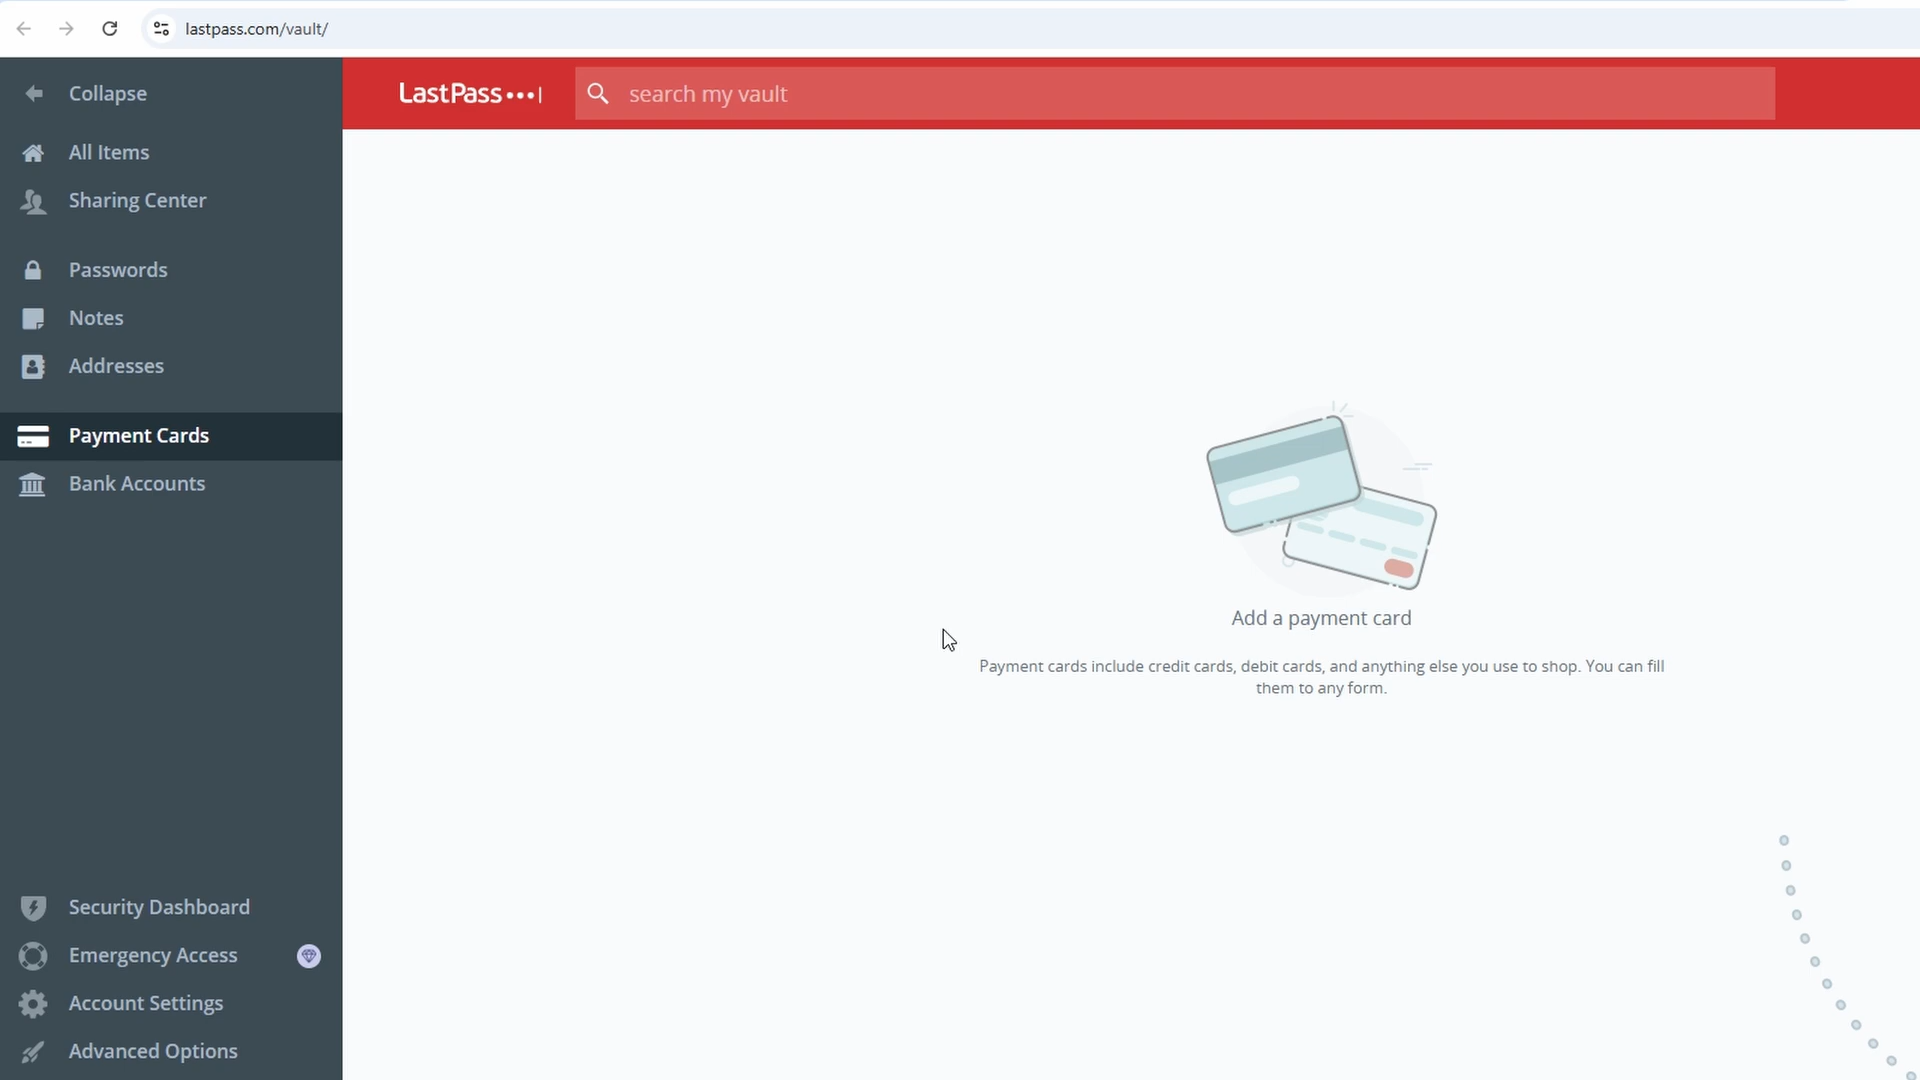 lastpass.com/vault/
Collapse
LastPass
search my vault
All Items
Sharing Center
Passwords
Notes
Addresses
Payment Cards
Bank Accounts
Add a payment card
Payment cards include credit cards, debit cards, and anything else you use to shop. You can fill
them to any form.
Security Dashboard
Emergency Access
Account Settings
Advanced Options